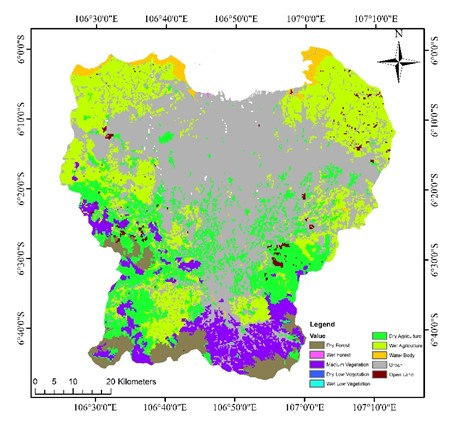 106°30'0"E 106°40'0"E 106°50'0"E 107°0'0"E 107°10'0"E
N
6°0'0"S 6°0'0"S
6°10'0"S 6°10'0"S
6°20'0"S 6°20'0"S
6°30'0"S 6°30'0"S
6°40'0"S 6°40'0"S
Legend
Value
Dry Forest
Wet Forest
Medium Vegetation
Dry Low Vegetation
Wet Low Vegetation
Dry Agriculture
Wet Agriculture
Water Body
Urban
Open Land
0 5 10 20 Kilometers
106°30'0"E 106°40'0"E 106°50'0"E 107°0'0"E 107°10'0"E